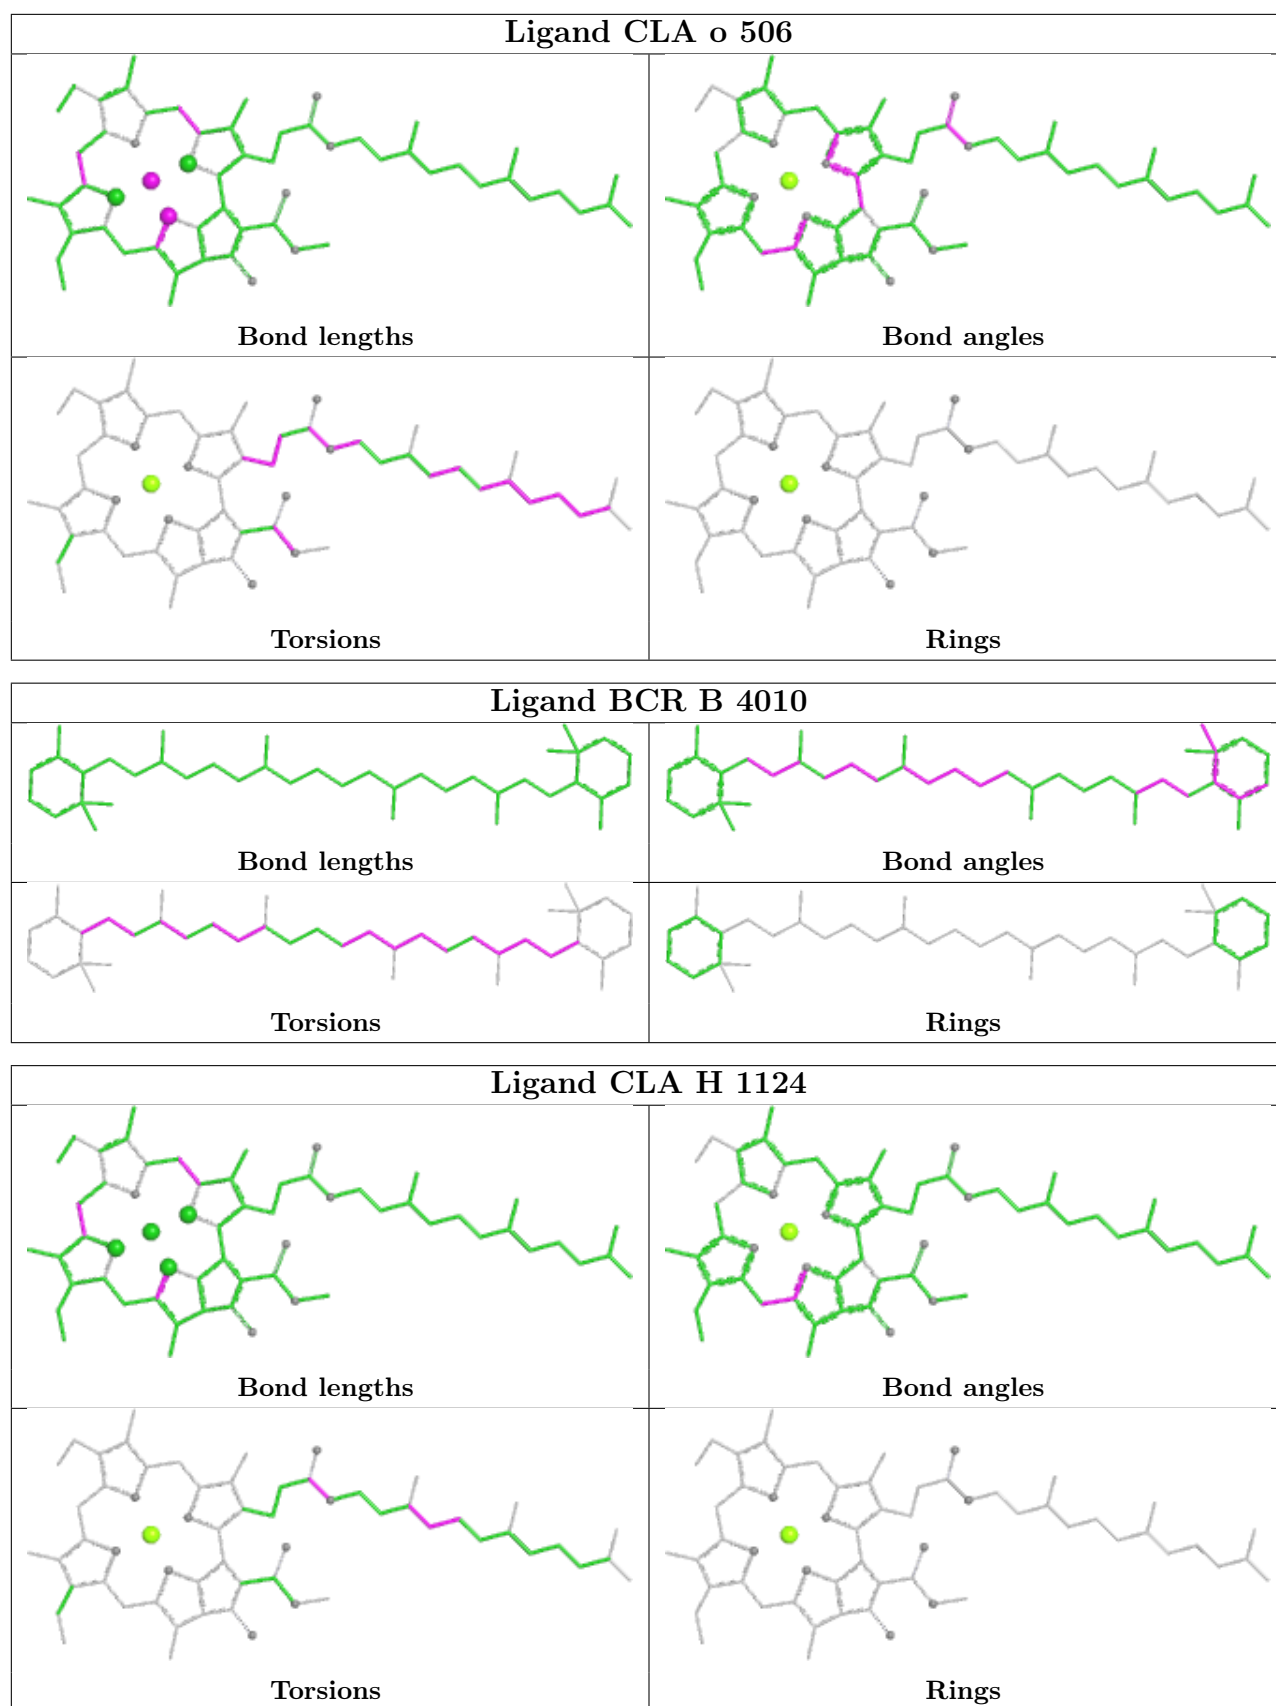 Ligand CLA o 506
Bond lengths
Bond angles
Torsions
Rings
Ligand BCR B 4010
Bond lengths
Bond angles
Torsions
Rings
Ligand CLA H 1124
Bond lengths
Bond angles
Torsions
Rings